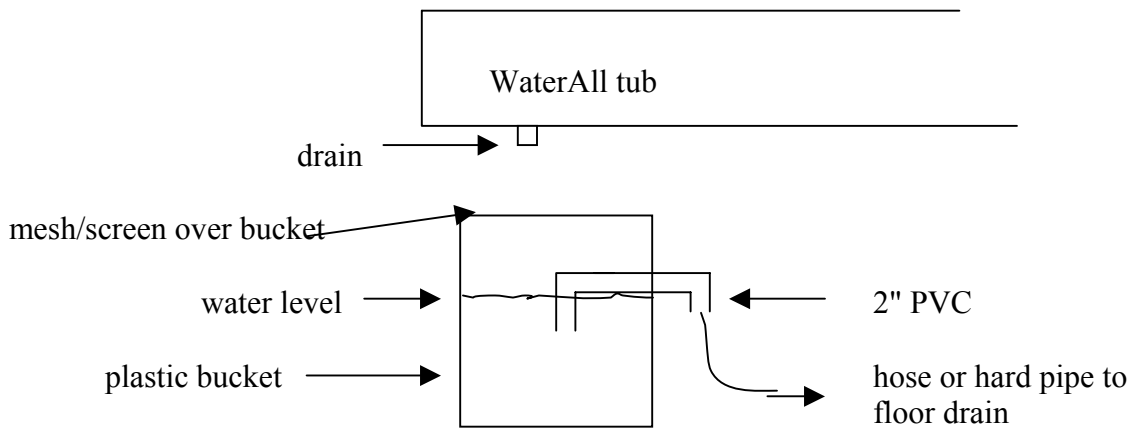 WaterAll tub
drain
mesh/screen over bucket
water level
2" PVC
plastic bucket
hose or hard pipe to
floor drain